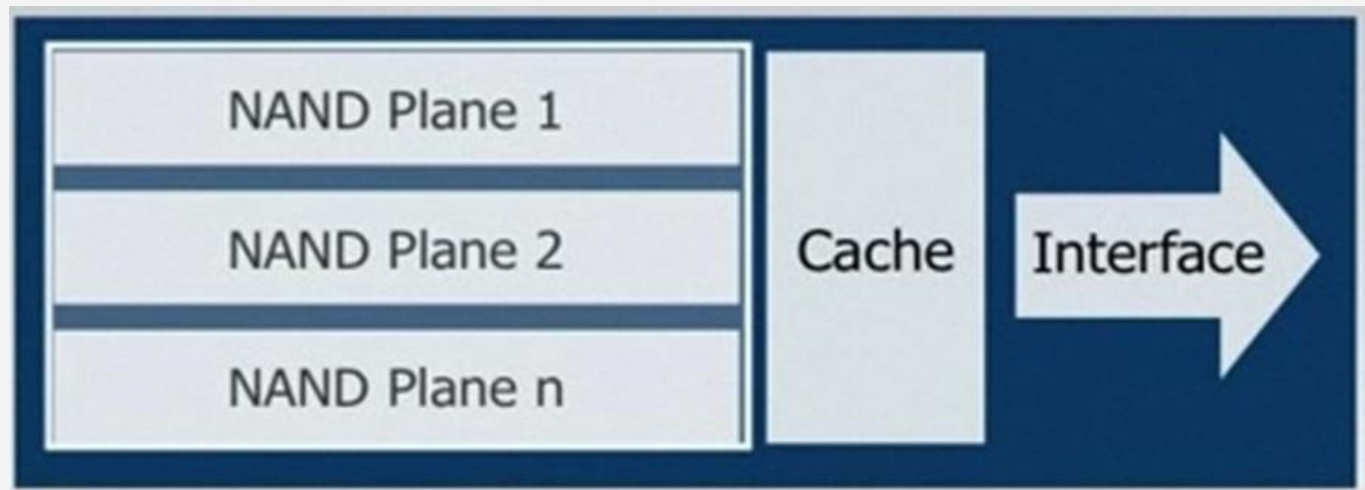 NAND Plane 1
NAND Plane 2
NAND Plane n
Cache
Interface